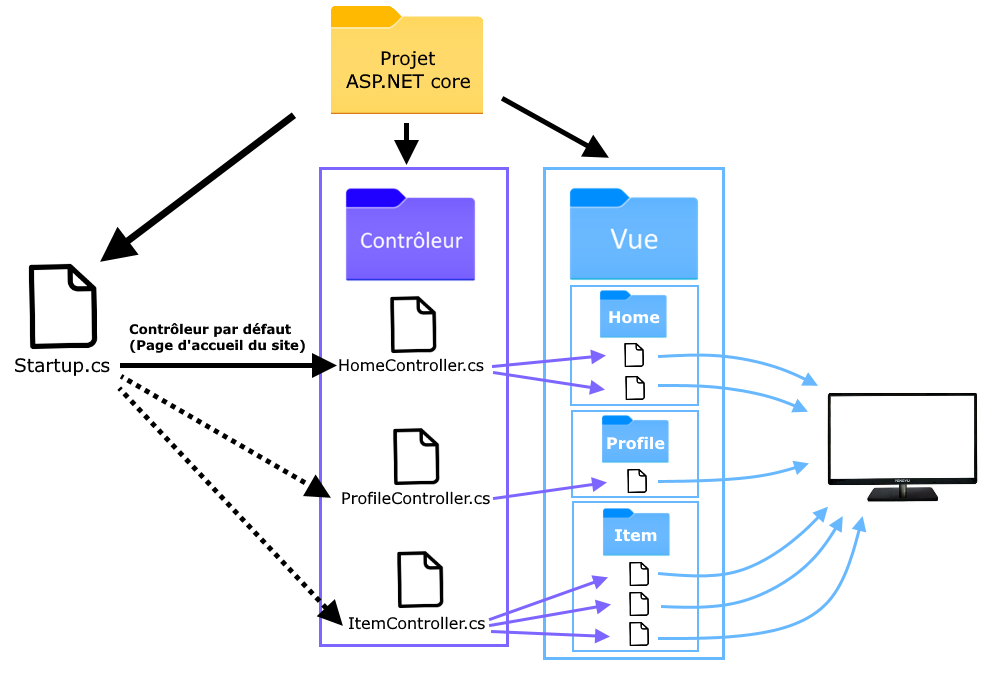 Projet
ASP.NET core
Contrôleur
Vue
Startup.cs
Contrôleur par défaut
(Page d'accueil du site)
HomeController.cs
ProfileController.cs
ItemController.cs
Home
Profile
Item